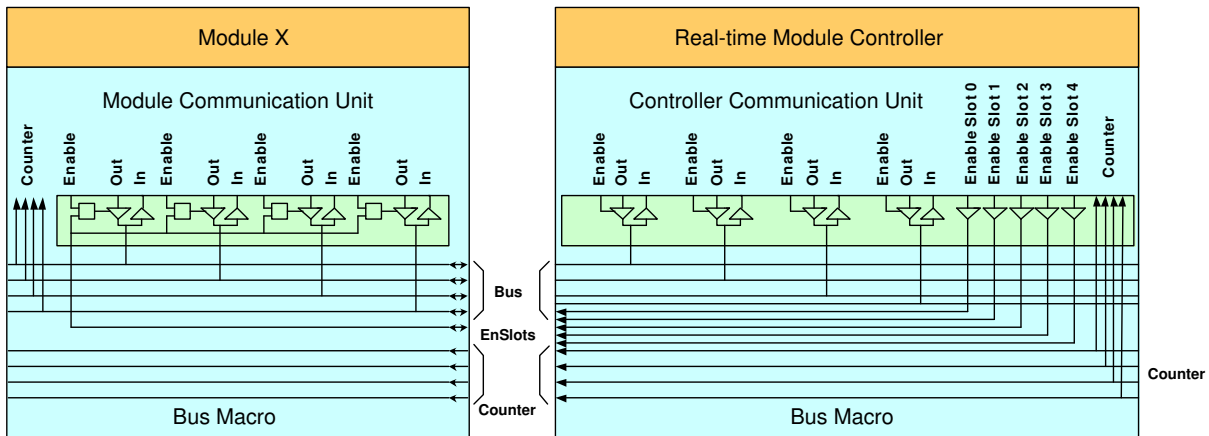 Module X
Real-time Module Controller
Module Communication Unit
Controller Communication Unit
Counter
Enable
Out
In
Enable
Out
In
Enable
Out
In
Enable
Out
In
Enable
Out
In
Enable
Out
In
Enable
Out
In
Enable
Out
In
Enable Slot 0
Enable Slot 1
Enable Slot 2
Enable Slot 3
Enable Slot 4
Counter
Bus
EnSlots
Counter
Counter
Bus Macro
Bus Macro